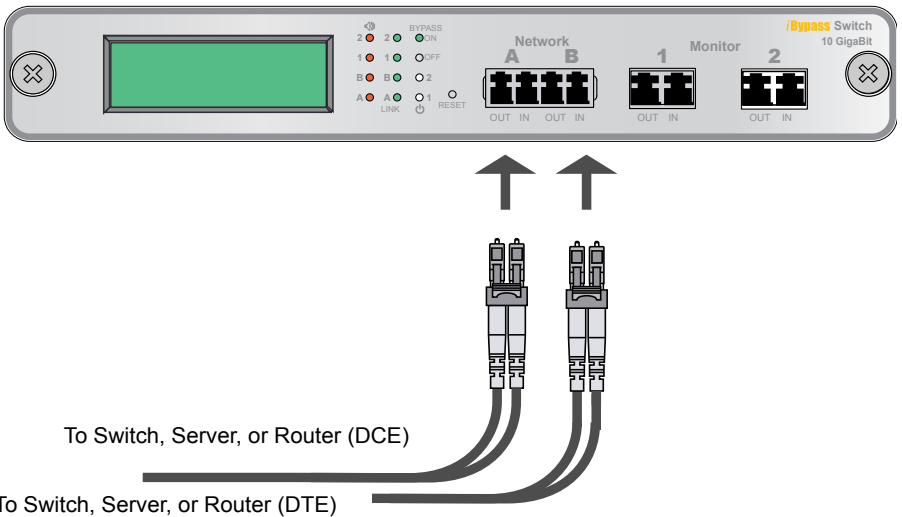 BYPASS
2 2 ON
1 1 OFF
B B 2
A A 1
LINK
RESET
Network
A B
OUT IN OUT IN
Monitor
1 2
OUT IN OUT IN
iBypass Switch
10 GigaBit
To Switch, Server, or Router (DCE)
To Switch, Server, or Router (DTE)